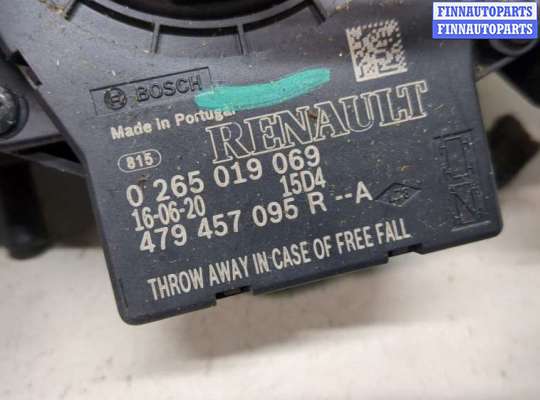 FINNAUTOPARTS
FINNAUTOPARTS
BOSCH
Made in Portugal
RENAULT
815
0 265 019 069
16-06-20 15D4
479 457 095 R --A
THROW AWAY IN CASE OF FREE FALL